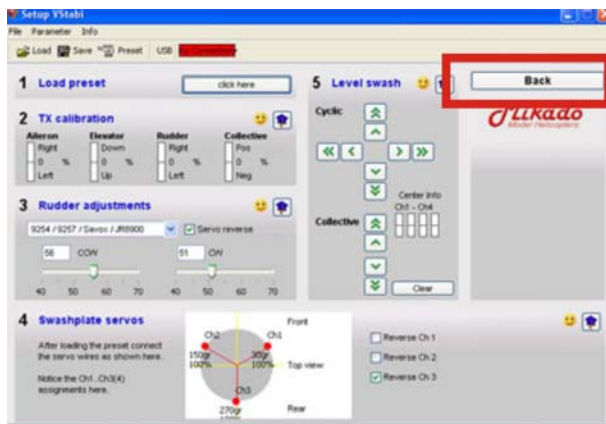 Setup VStabi
File Parameter Info
Load Save Preset USB
1 Load preset
click here
2 TX calibration
Aileron Elevator Rudder Collective
Right Down Right Pos
0 % 0 % 0 % 0 %
Left Up Left Neg
3 Rudder adjustments
9254 / 9257 / Savox / JR8900
Servo reverse
56 CCW 51 CW
40 50 60 70 40 50 60 70
4 Swashplate servos
After loading the preset connect
the servo wires as shown here.
Notice the Ch1..Ch3(4)
assignments here.
Front
Ch2 Ch1
150gr 30gr
100% 100%
Top view
Ch3
270gr
Rear
Reverse Ch 1
Reverse Ch 2
Reverse Ch 3
5 Level swash
Cyclic
Center Info
Ch1 - Ch4
Collective
Clear
Back
Mikado
Model Helicopters